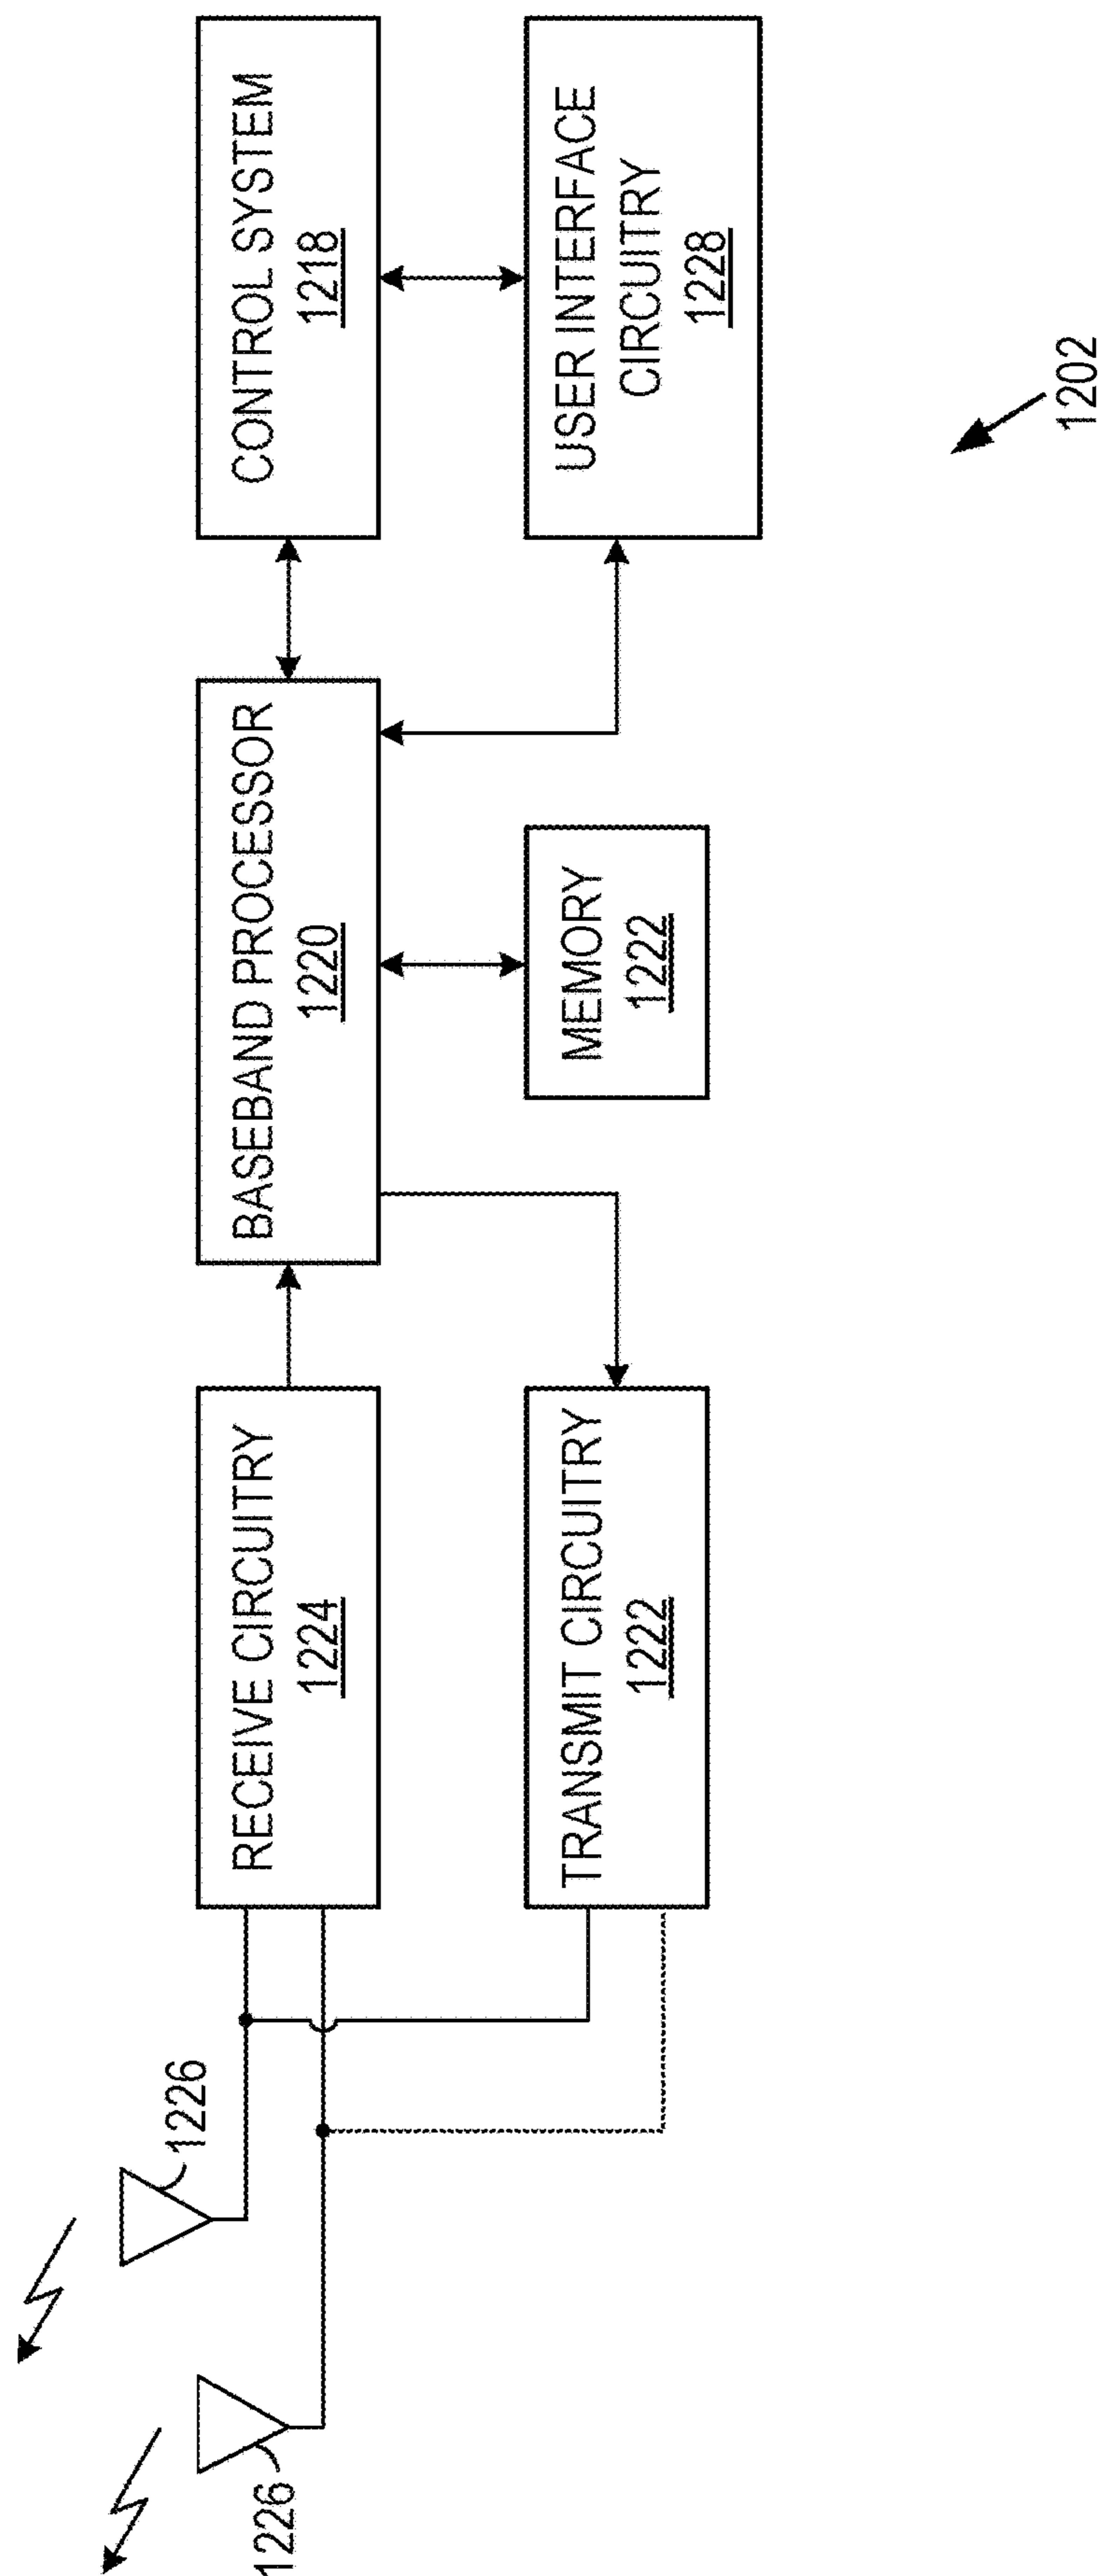 1226
1226
RECEIVE CIRCUITRY
1224
BASEBAND PROCESSOR
1220
CONTROL SYSTEM
1218
TRANSMIT CIRCUITRY
1222
MEMORY
1222
USER INTERFACE
CIRCUITRY
1228
1202